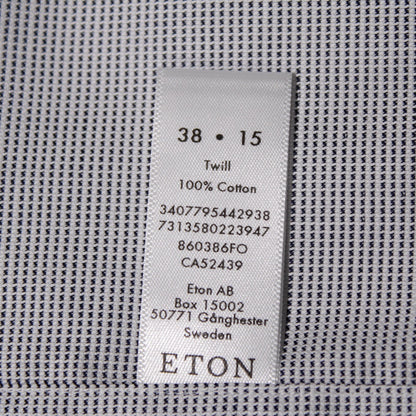 38 • 15
Twill
100% Cotton
3407795442938
7313580223947
860386FO
CA52439
Eton AB
Box 15002
50771 Gånghester
Sweden
ETON